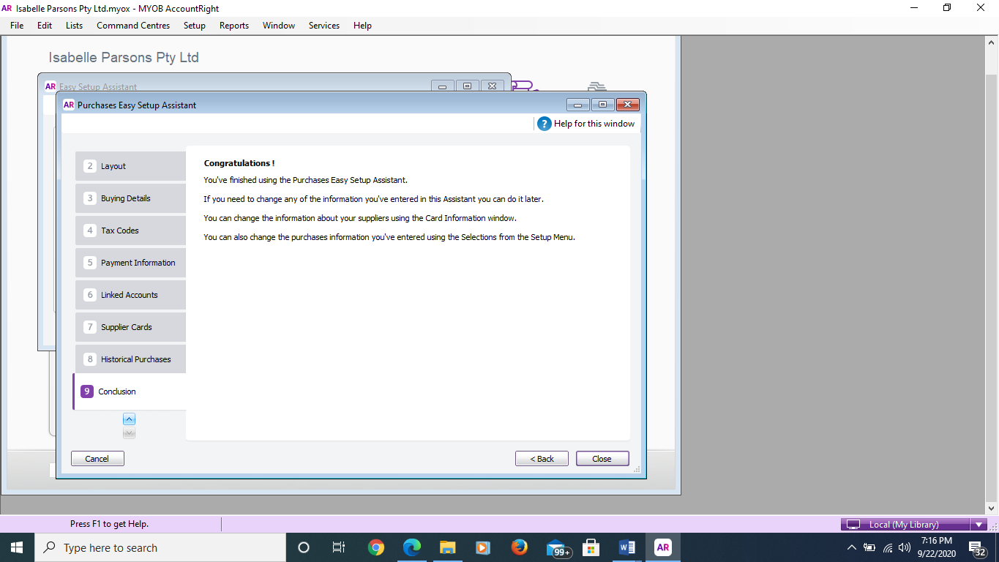 AR Isabelle Parsons Pty Ltd.myox - MYOB AccountRight
File Edit Lists Command Centres Setup Reports Window Services Help
Isabelle Parsons Pty Ltd
AR Easy Setup Assistant
AR Purchases Easy Setup Assistant
? Help for this window
2 Layout
3 Buying Details
4 Tax Codes
5 Payment Information
6 Linked Accounts
7 Supplier Cards
8 Historical Purchases
9 Conclusion
Congratulations !
You've finished using the Purchases Easy Setup Assistant.
If you need to change any of the information you've entered in this Assistant you can do it later.
You can change the information about your suppliers using the Card Information window.
You can also change the purchases information you've entered using the Selections from the Setup Menu.
Cancel < Back Close
Press F1 to get Help. Local (My Library)
Type here to search 99+ W AR 7:16 PM
9/22/2020 32